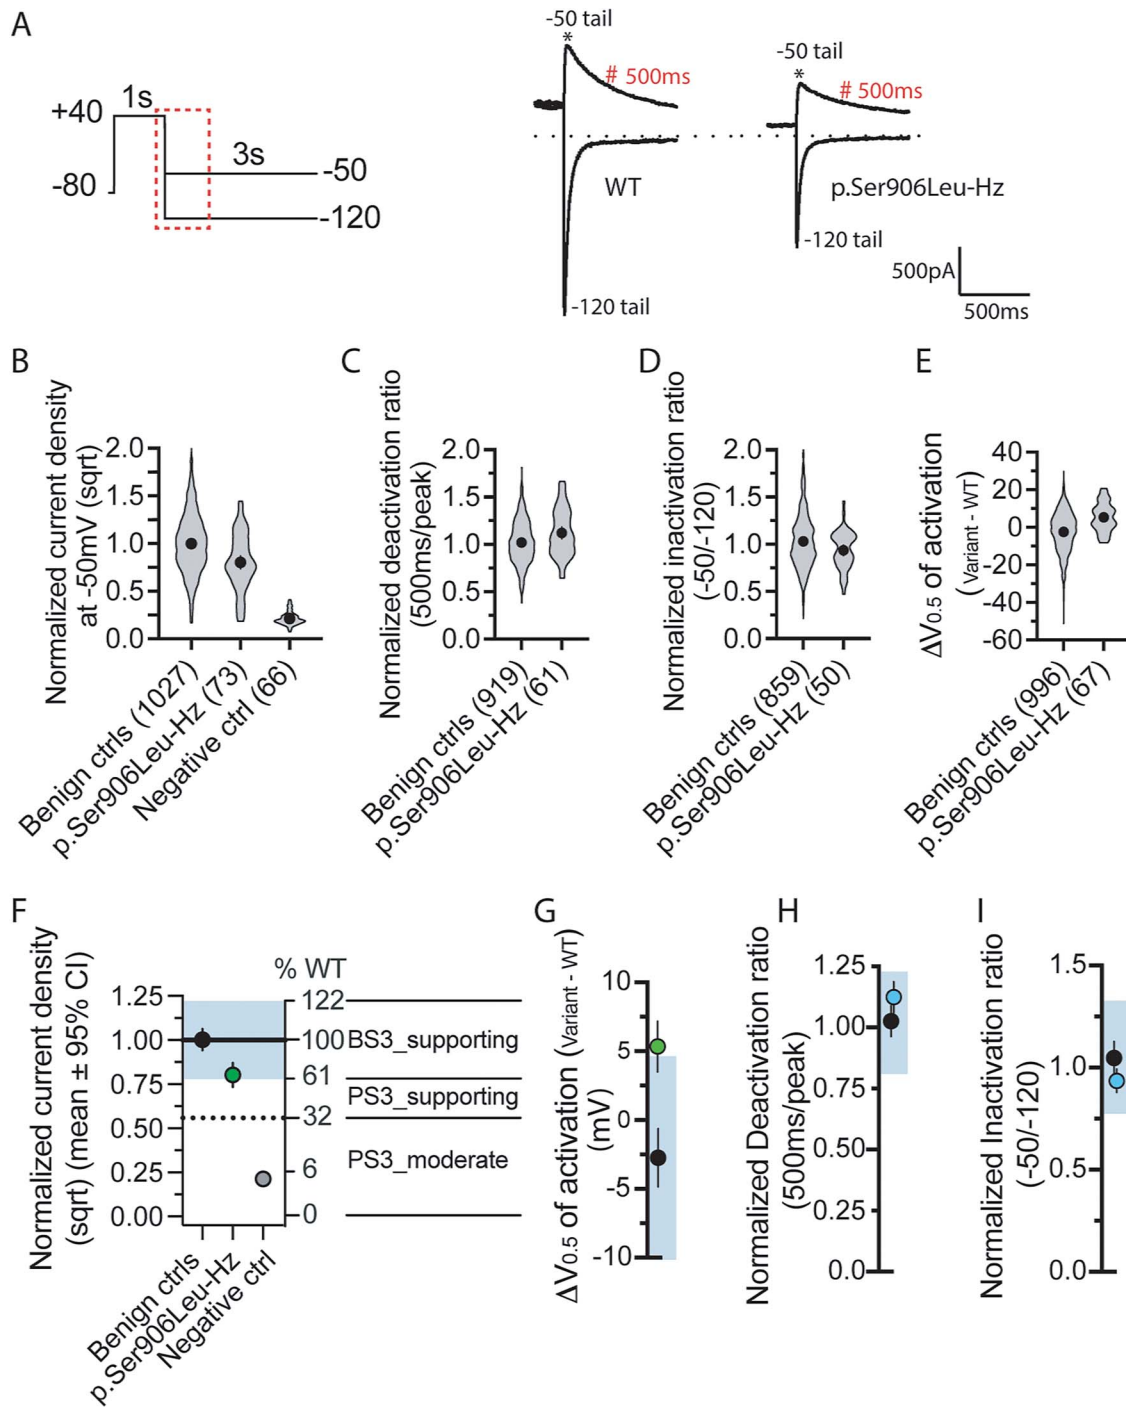 A
+40
1s
-80
3s
-50
-120
-50 tail
*
# 500ms
WT
-120 tail
-50 tail
*
# 500ms
p.Ser906Leu-Hz
-120 tail
500pA
500ms
B
Normalized current density
at -50mV (sqrt)
2.0
1.5
1.0
0.5
0.0
Benign ctrls (1027)
p.Ser906Leu-Hz (73)
Negative ctrl (66)
C
Normalized deactivation ratio
(500ms/peak)
2.0
1.5
1.0
0.5
0.0
Benign ctrls (919)
p.Ser906Leu-Hz (61)
D
Normalized inactivation ratio
(-50/-120)
2.0
1.5
1.0
0.5
0.0
Benign ctrls (859)
p.Ser906Leu-Hz (50)
E
ΔV0.5 of activation
(Variant - WT)
40
20
0
-20
-40
-60
Benign ctrls (996)
p.Ser906Leu-Hz (67)
F
Normalized current density
(sqrt) (mean ± 95% CI)
1.25
1.00
0.75
0.50
0.25
0.00
% WT
122
100
61
32
6
0
BS3_supporting
PS3_supporting
PS3_moderate
Benign ctrls
p.Ser906Leu-Hz
Negative ctrl
G
ΔV0.5 of activation (Variant - WT)
(mV)
10
5
0
-5
-10
H
Normalized Deactivation ratio
(500ms/peak)
1.25
1.00
0.75
0.50
0.25
0.0
I
Normalized Inactivation ratio
(-50/-120)
1.5
1.0
0.5
0.0